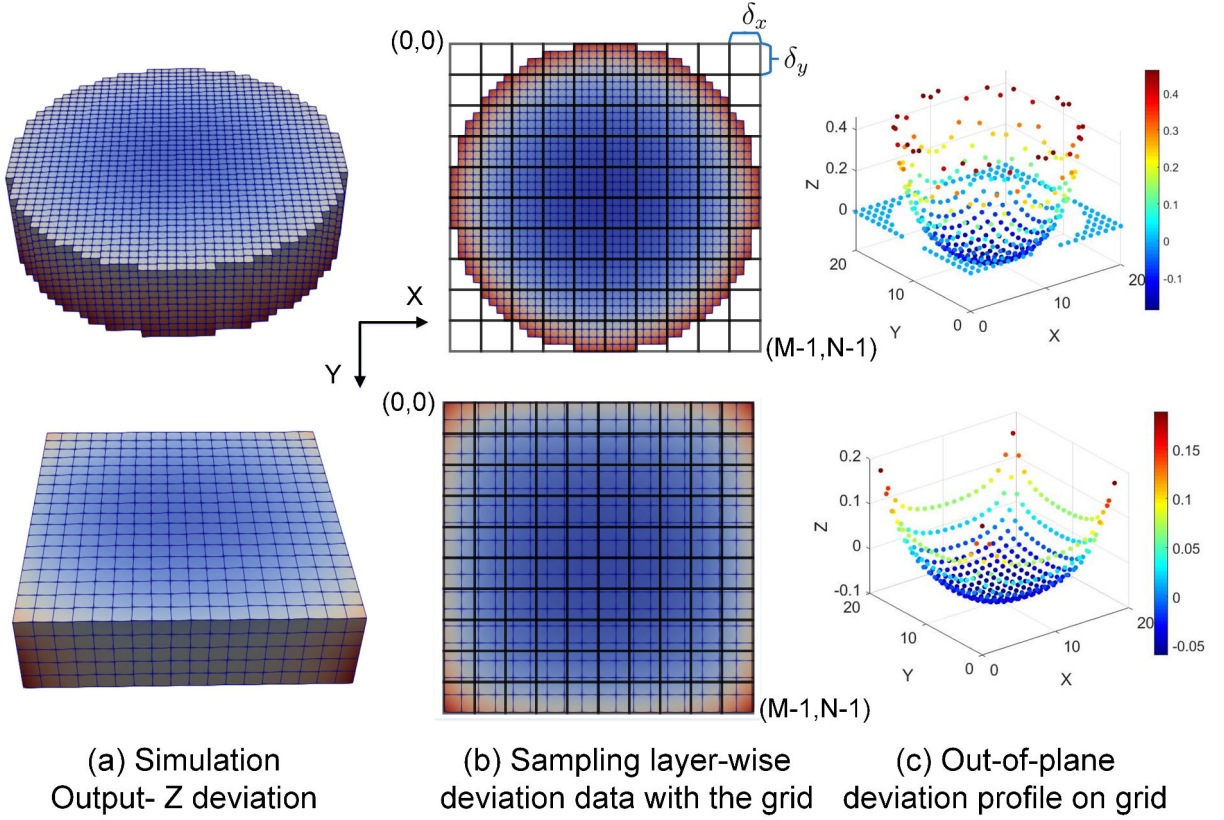 (0,0)
δx
δy
X
Y
(M-1,N-1)
0.4
0.2
0
Z
20
10
0
Y
0
10
20
X
0.4
0.3
0.2
0.1
0
-0.1
(0,0)
(M-1,N-1)
0.2
0.1
0
-0.1
Z
20
10
0
Y
0
10
20
X
0.15
0.1
0.05
0
-0.05
(a) Simulation
Output- Z deviation
(b) Sampling layer-wise
deviation data with the grid
(c) Out-of-plane
deviation profile on grid